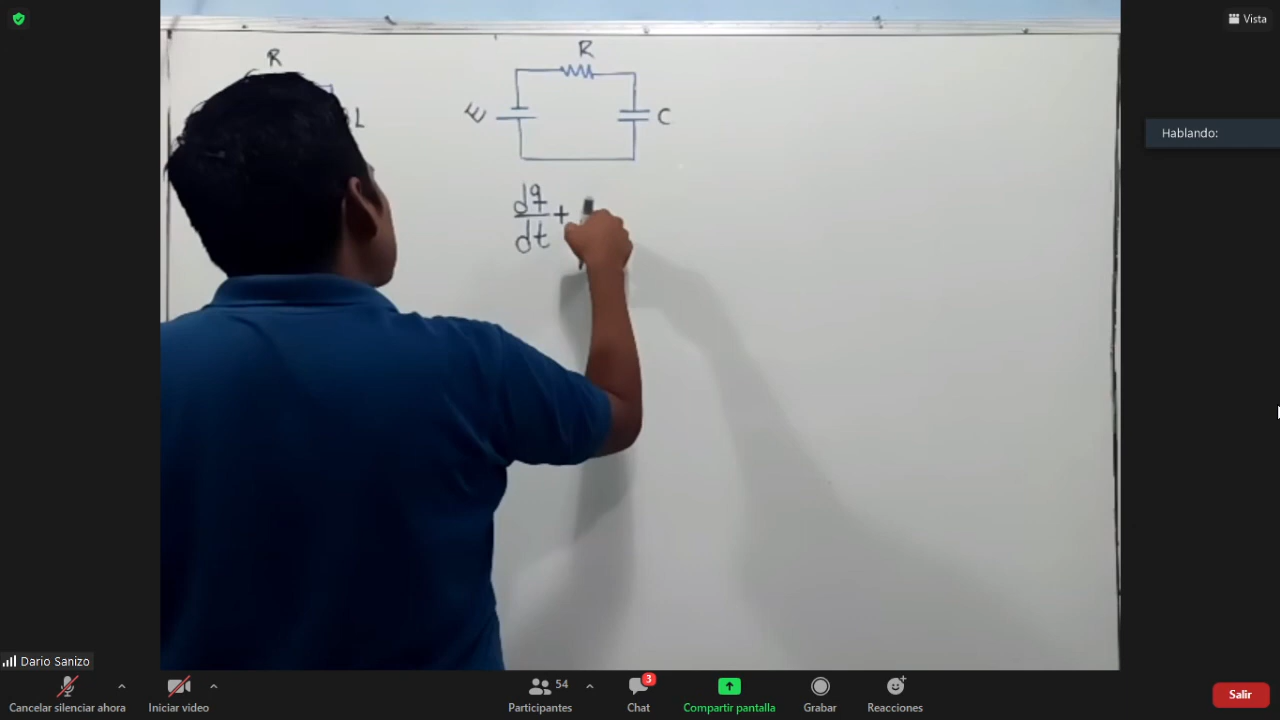 Vista
R
R
L
E
C
Hablando:
dq/dt +
Dario Sanizo
54
3
Cancelar silenciar ahora
Iniciar video
Participantes
Chat
Compartir pantalla
Grabar
Reacciones
Salir